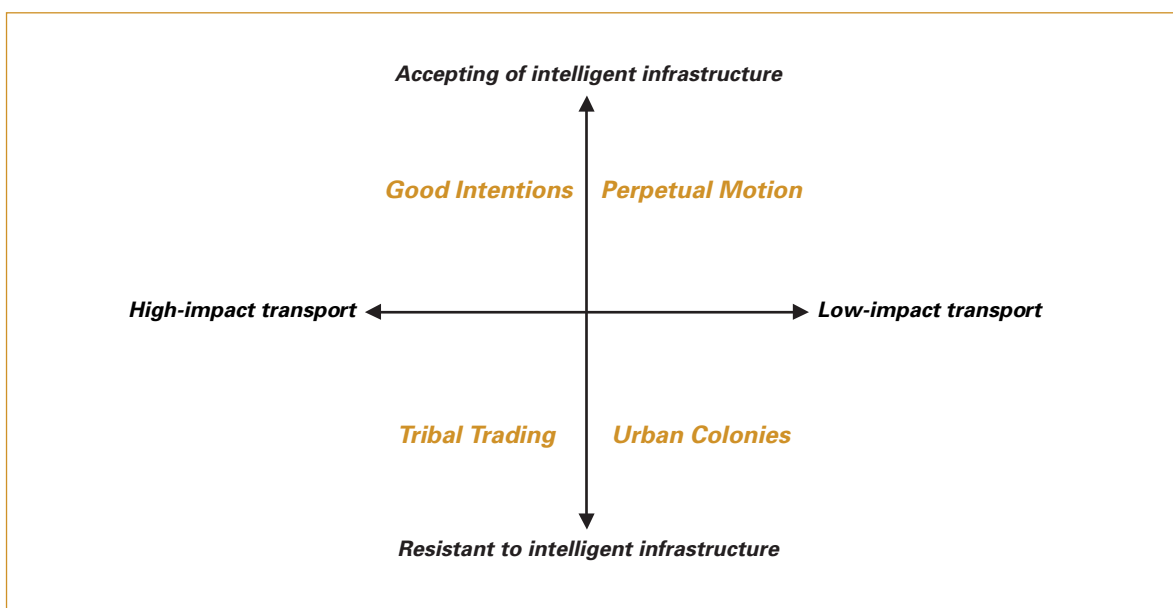 Accepting of intelligent infrastructure
Good Intentions
Perpetual Motion
High-impact transport
Low-impact transport
Tribal Trading
Urban Colonies
Resistant to intelligent infrastructure